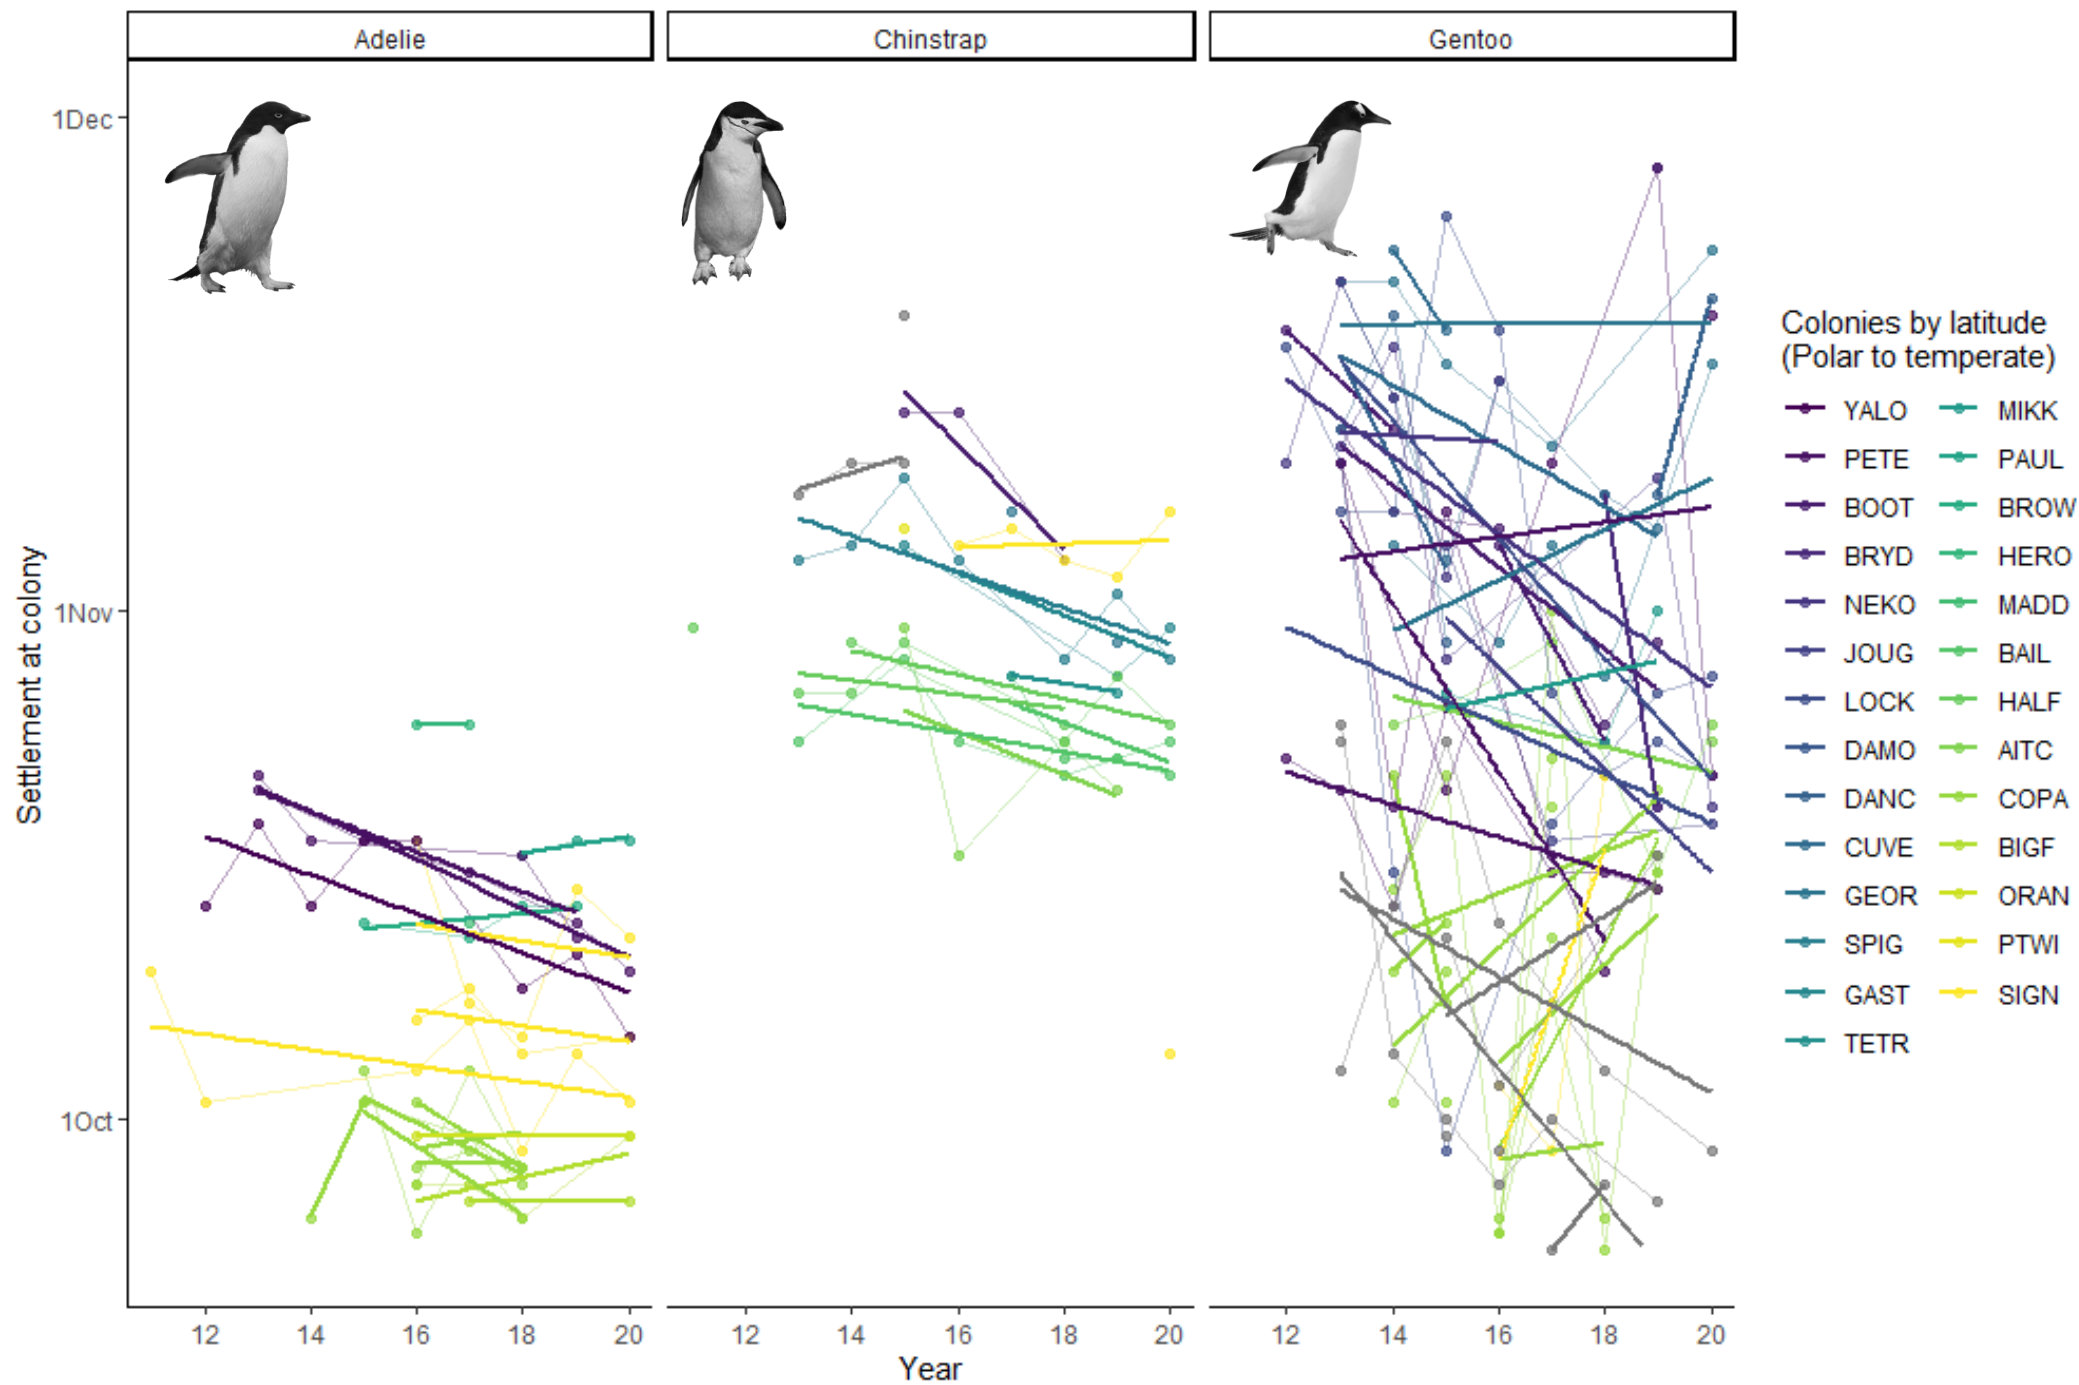 Adelie
Chinstrap
Gentoo
1Dec
1Nov
1Oct
Settlement at colony
12 14 16 18 20
12 14 16 18 20
12 14 16 18 20
Year
Colonies by latitude
(Polar to temperate)
YALO
PETE
BOOT
BRYD
NEKO
JOUG
LOCK
DAMO
DANC
CUVE
GEOR
SPIG
GAST
TETR
MIKK
PAUL
BROW
HERO
MADD
BAIL
HALF
AITC
COPA
BIGF
ORAN
PTWI
SIGN